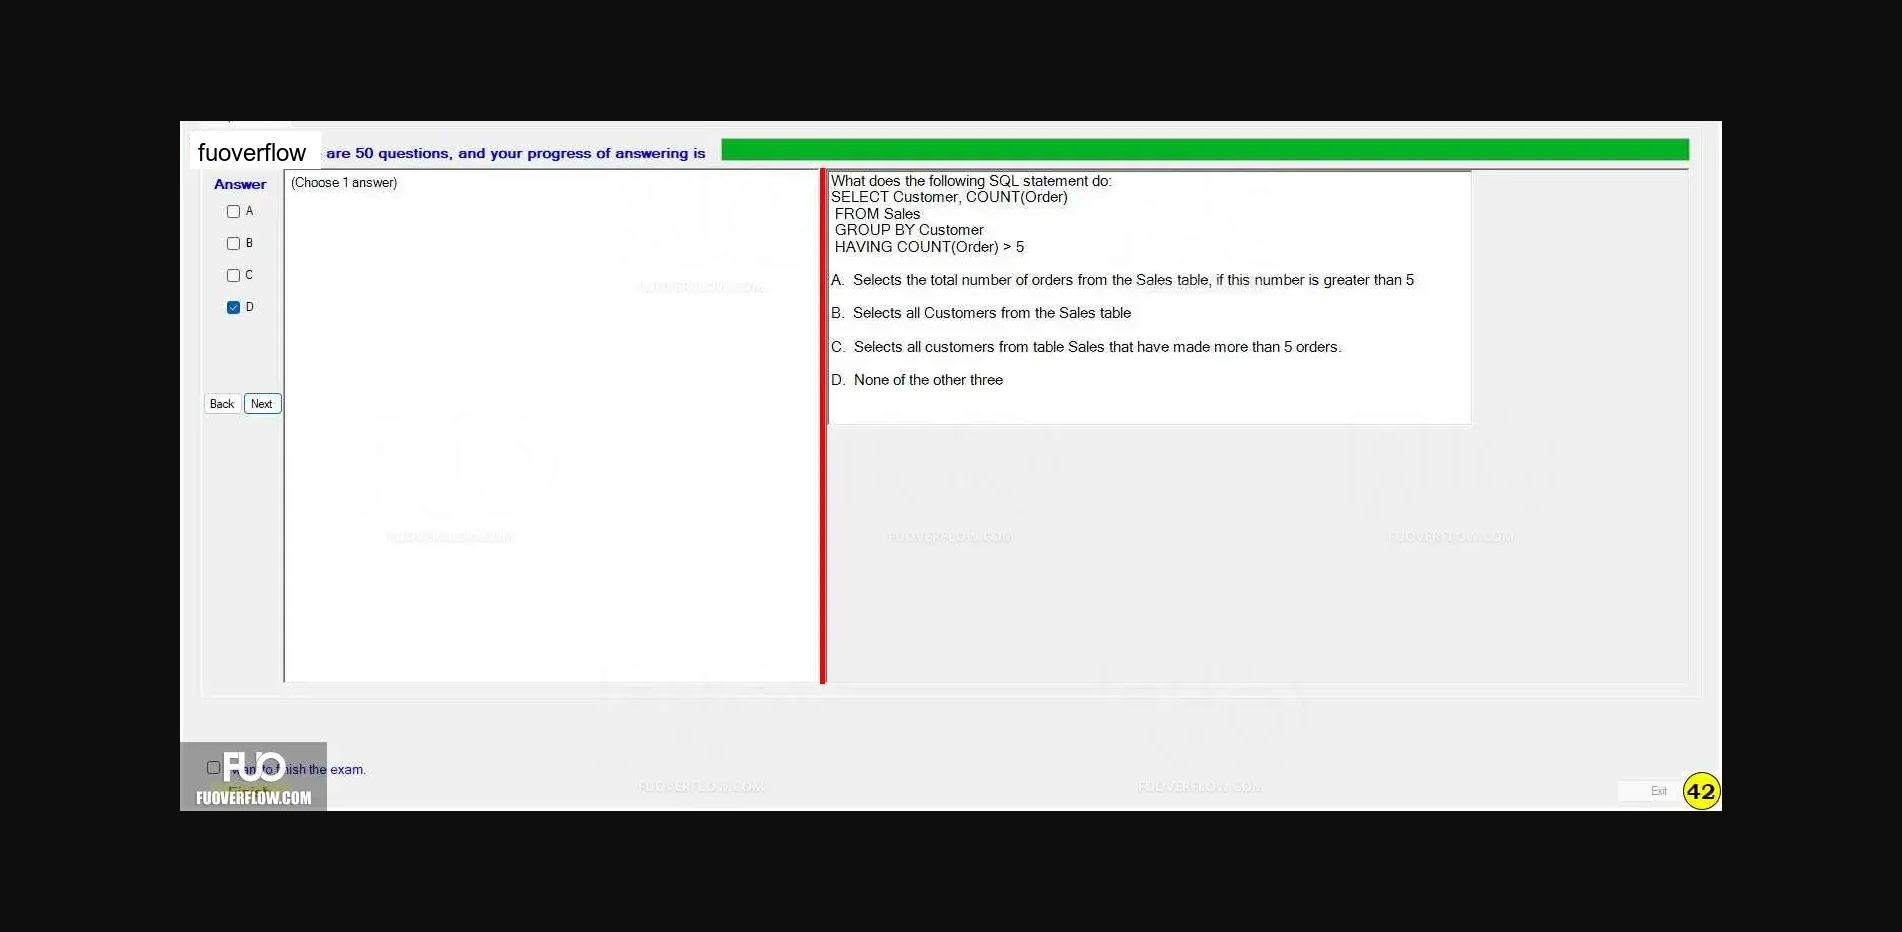 fuoverflow are 50 questions, and your progress of answering is
Answer
(Choose 1 answer)
A
B
C
D
Back Next
What does the following SQL statement do:
SELECT Customer, COUNT(Order)
FROM Sales
GROUP BY Customer
HAVING COUNT(Order) > 5
A. Selects the total number of orders from the Sales table, if this number is greater than 5
B. Selects all Customers from the Sales table
C. Selects all customers from table Sales that have made more than 5 orders.
D. None of the other three
FUOVERFLOW.COM
FUOVERFLOW.COM
FUOVERFLOW.COM
FUOVERFLOW.COM
FUO
want to finish the exam.
Finish
FUOVERFLOW.COM
FUOVERFLOW.COM
FUOVERFLOW.COM
Exit
42